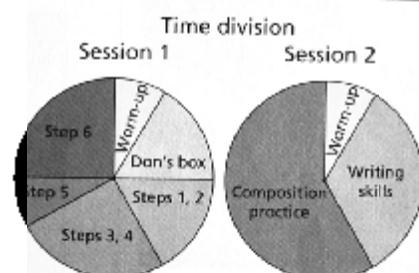 Time division
Session 1
Session 2
Warm-up
Dan's box
Steps 1, 2
Steps 3, 4
Step 5
Step 6
Warm-up
Writing skills
Composition practice